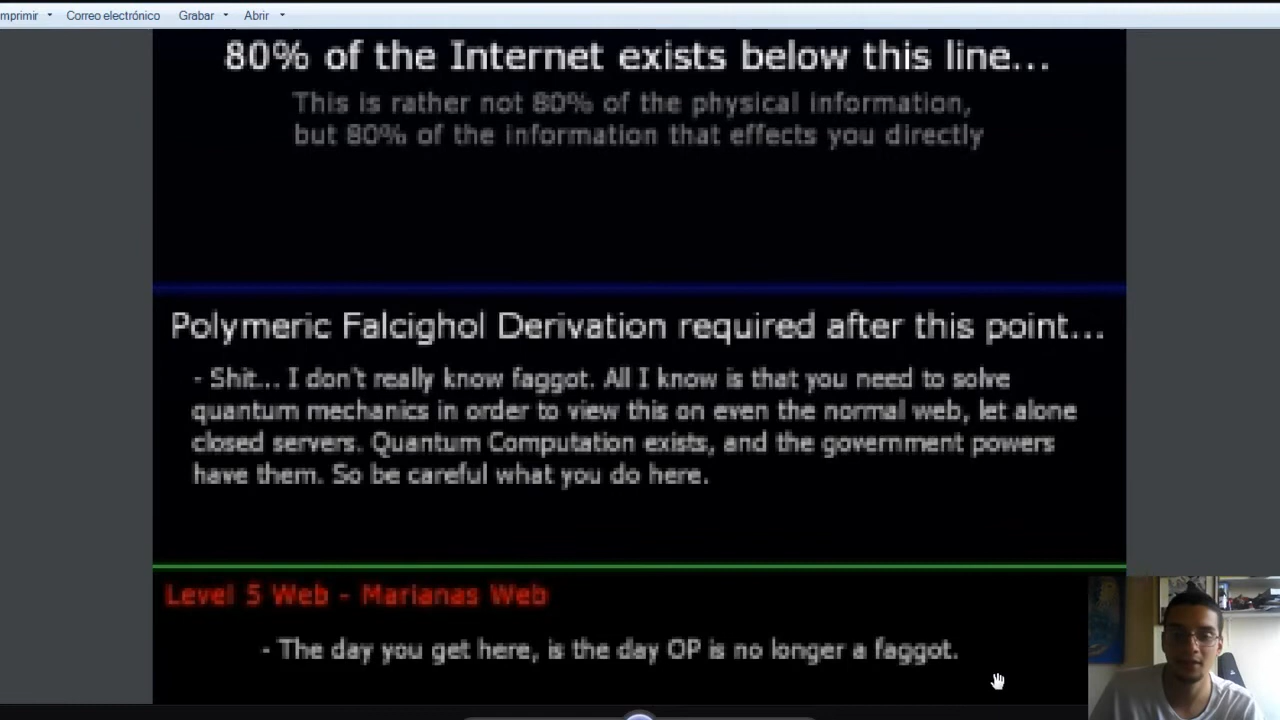 mprimir Correo electrónico Grabar Abrir
80% of the Internet exists below this line...
This is rather not 80% of the physical information,
but 80% of the information that effects you directly
Polymeric Falcighol Derivation required after this point...
- Shit... I don't really know faggot. All I know is that you need to solve
quantum mechanics in order to view this on even the normal web, let alone
closed servers. Quantum Computation exists, and the government powers
have them. So be careful what you do here.
Level 5 Web - Marianas Web
- The day you get here, is the day OP is no longer a faggot.